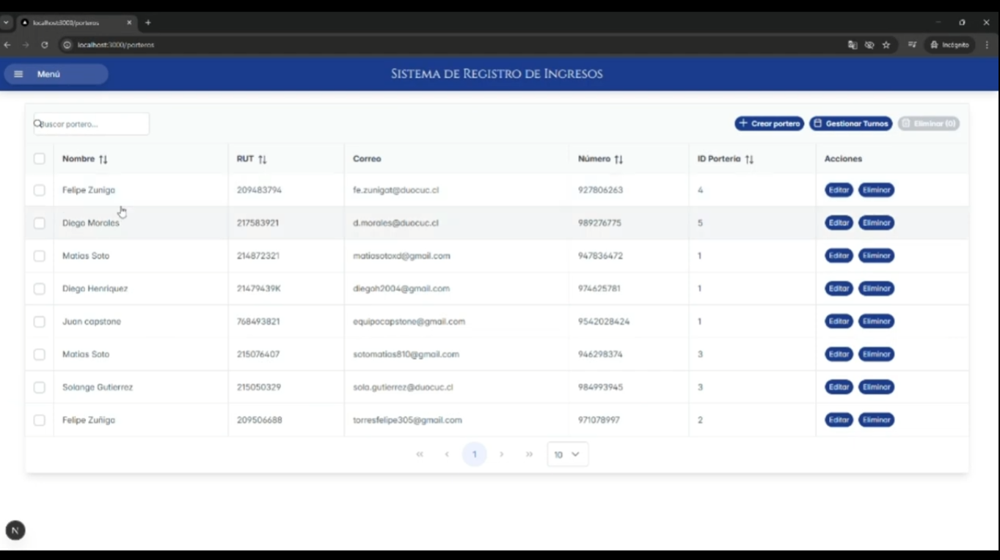 localhost:3000/porteros
localhost:3000/porteros
Incógnito
Menú
Sistema de Registro de Ingresos
Buscar portero...
+ Crear portero
Gestionar Turnos
Eliminar (0)
Nombre RUT Correo Número ID Portería Acciones
Felipe Zuniga 209483794 fe.zunigat@duocuc.cl 927806263 4 Editar Eliminar
Diego Morales 217583921 d.morales@duocuc.cl 989276775 5 Editar Eliminar
Matias Soto 214872321 matiasotoxd@gmail.com 947836472 1 Editar Eliminar
Diego Henriquez 21479439K diegoh2004@gmail.com 974625781 1 Editar Eliminar
Juan capstone 768493821 equipocapstone@gmail.com 9542028424 1 Editar Eliminar
Matias Soto 215076407 sotomatias810@gmail.com 946298374 3 Editar Eliminar
Solange Gutierrez 215050329 sola.gutierrez@duocuc.cl 984993945 3 Editar Eliminar
Felipe Zuñiga 209506688 torresfelipe305@gmail.com 971078997 2 Editar Eliminar
« ‹ 1 › » 10
N